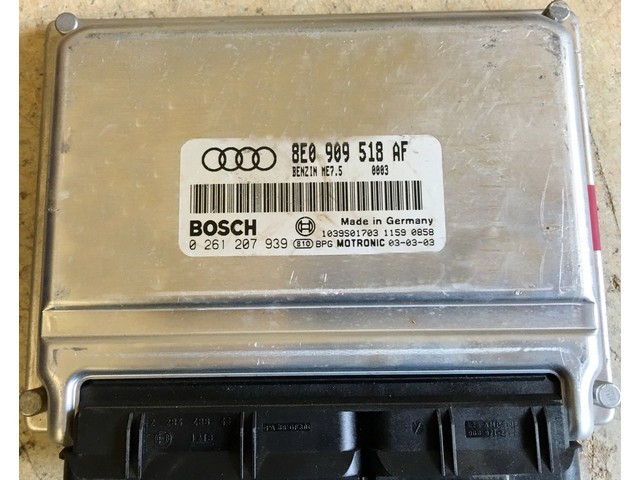 8E0 909 518 AF
BENZIN ME7.5 0003
BOSCH
Made in Germany
1039S01703 1159 0858
0 261 207 939 S10 BPG MOTRONIC 03-03-03